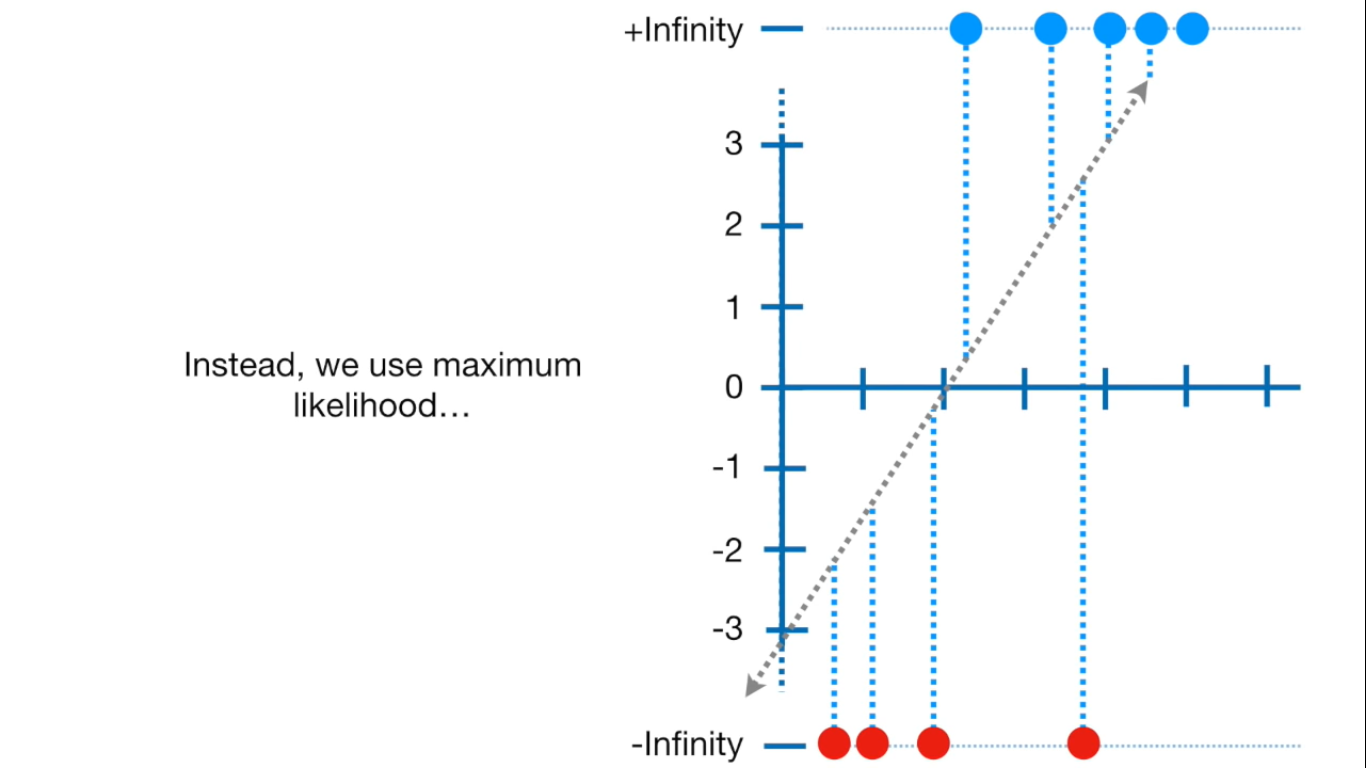 +Infinity
3
2
1
Instead, we use maximum
likelihood…
0
-1
-2
-3
-Infinity